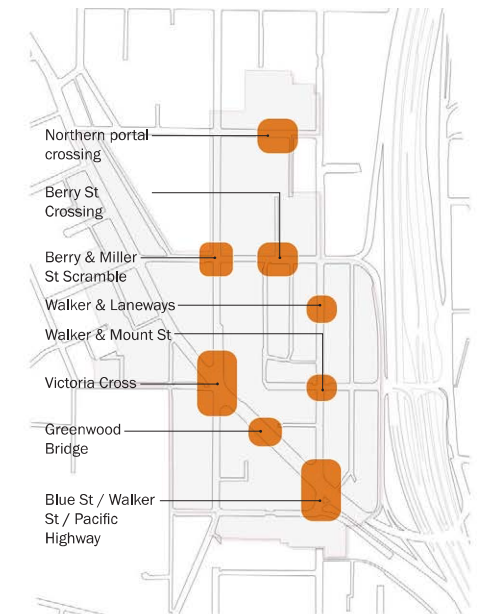 Northern portal
crossing
Berry St
Crossing
Berry & Miller
St Scramble
Walker & Laneways
Walker & Mount St
Victoria Cross
Greenwood
Bridge
Blue St / Walker
St / Pacific
Highway